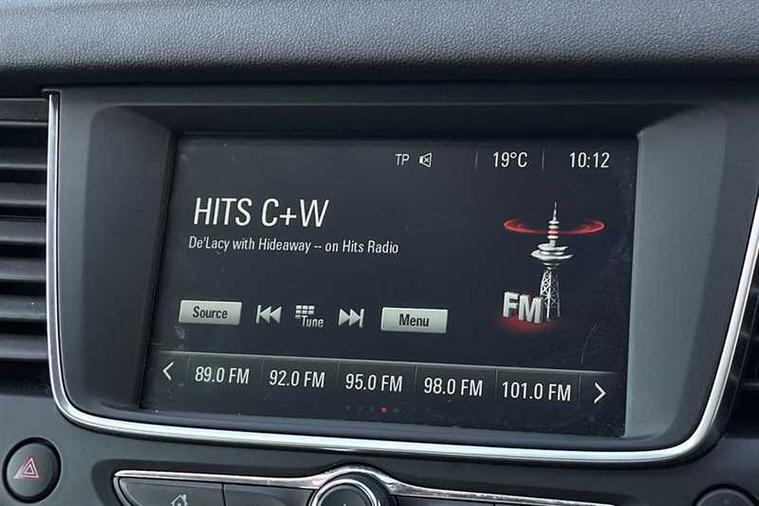 TP 19°C 10:12
HITS C+W
De'Lacy with Hideaway -- on Hits Radio
FM
Source Tune Menu
89.0 FM 92.0 FM 95.0 FM 98.0 FM 101.0 FM